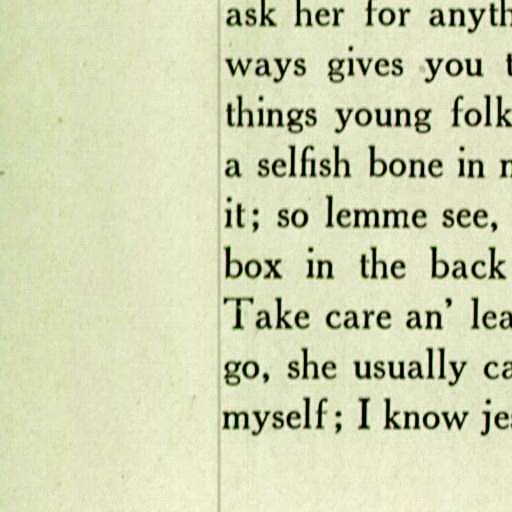 ask her for anyth
ways gives you t
things young folk
a selfish bone in
it; so lemme see,
box in the back
Take care an' lea
go, she usually ca
myself; I know je